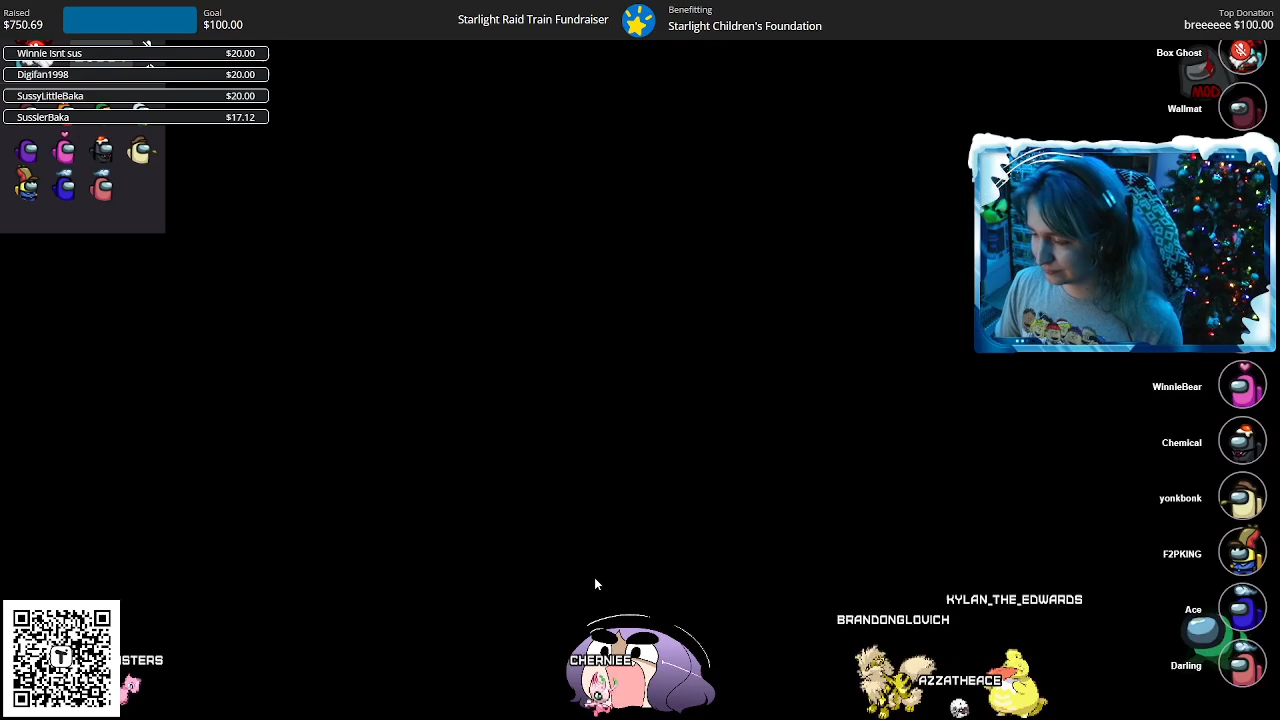 Raised
$750.69
Goal
$100.00
Starlight Raid Train Fundraiser
Benefitting
Starlight Children's Foundation
Top Donation
breeeeee $100.00
Winnie Isnt sus $20.00
Digifan1998 $20.00
SussyLittleBaka $20.00
SussierBaka $17.12
Box Ghost
MOD
Wallmat
WinnieBear
Chemical
yonkbonk
F2PKING
Ace
Darling
KYLAN_THE_EDWARDS
BRANDONGLOVICH
CHERNIEE
AZZATHEACE